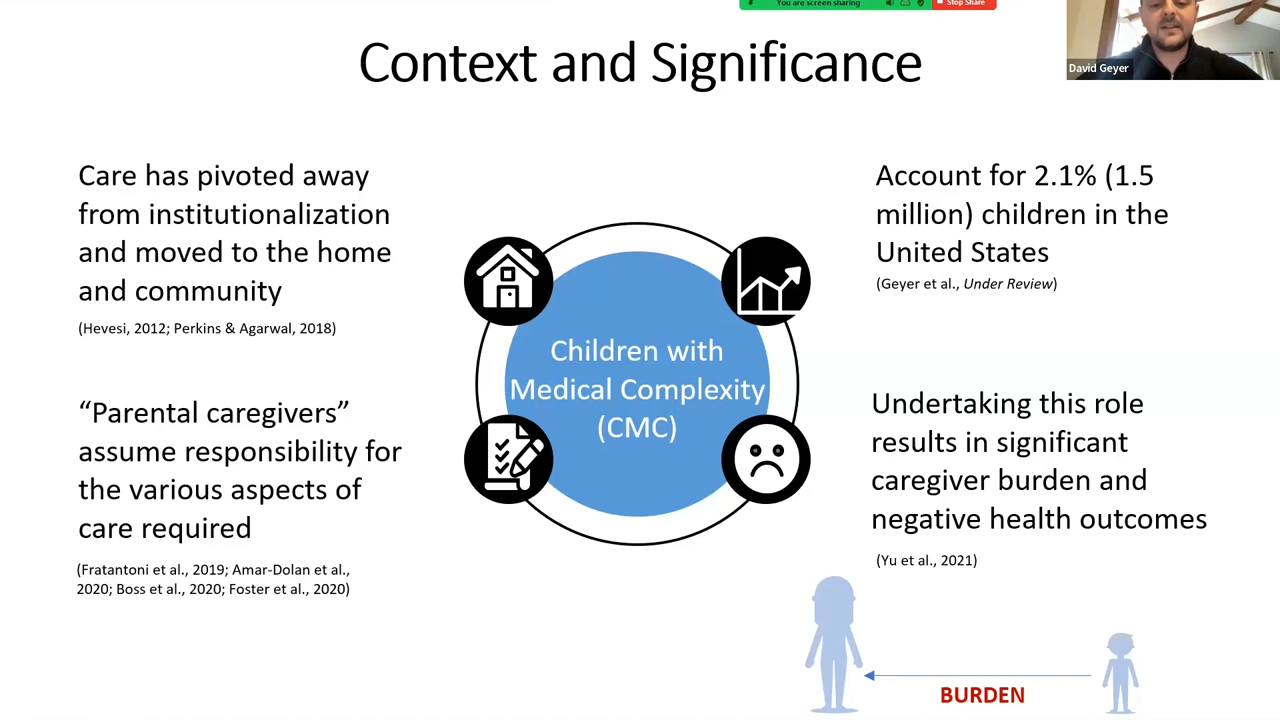 You are screen sharing
Stop Share
David Geyer
Context and Significance
Care has pivoted away
from institutionalization
and moved to the home
and community
(Hevesi, 2012; Perkins & Agarwal, 2018)
“Parental caregivers”
assume responsibility for
the various aspects of
care required
(Fratantoni et al., 2019; Amar-Dolan et al.,
2020; Boss et al., 2020; Foster et al., 2020)
Children with
Medical Complexity
(CMC)
Account for 2.1% (1.5
million) children in the
United States
(Geyer et al., Under Review)
Undertaking this role
results in significant
caregiver burden and
negative health outcomes
(Yu et al., 2021)
BURDEN